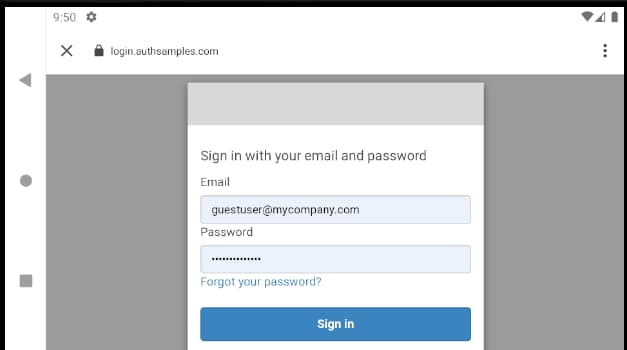 9:50
login.authsamples.com
Sign in with your email and password
Email
guestuser@mycompany.com
Password
••••••••••••••
Forgot your password?
Sign in